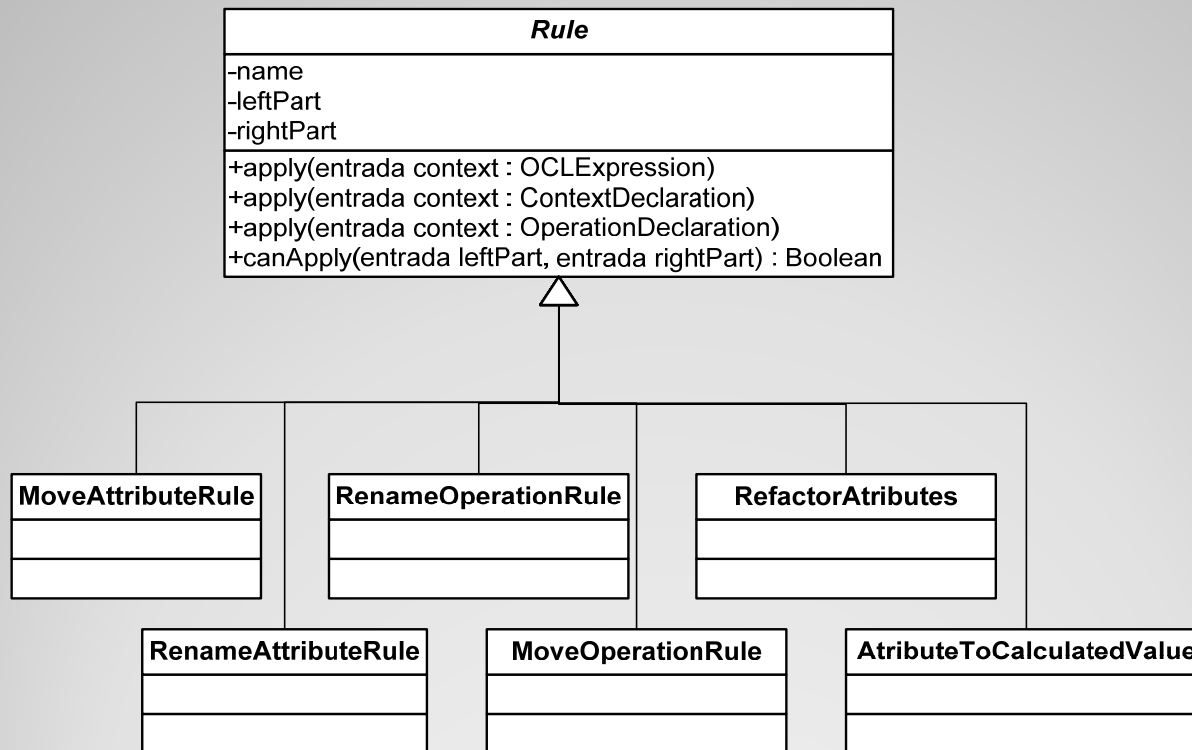 Rule
-name
-leftPart
-rightPart
+apply(entrada context : OCLExpression)
+apply(entrada context : ContextDeclaration)
+apply(entrada context : OperationDeclaration)
+canApply(entrada leftPart, entrada rightPart) : Boolean
MoveAttributeRule
RenameOperationRule
RefactorAtributes
RenameAttributeRule
MoveOperationRule
AtributeToCalculatedValue